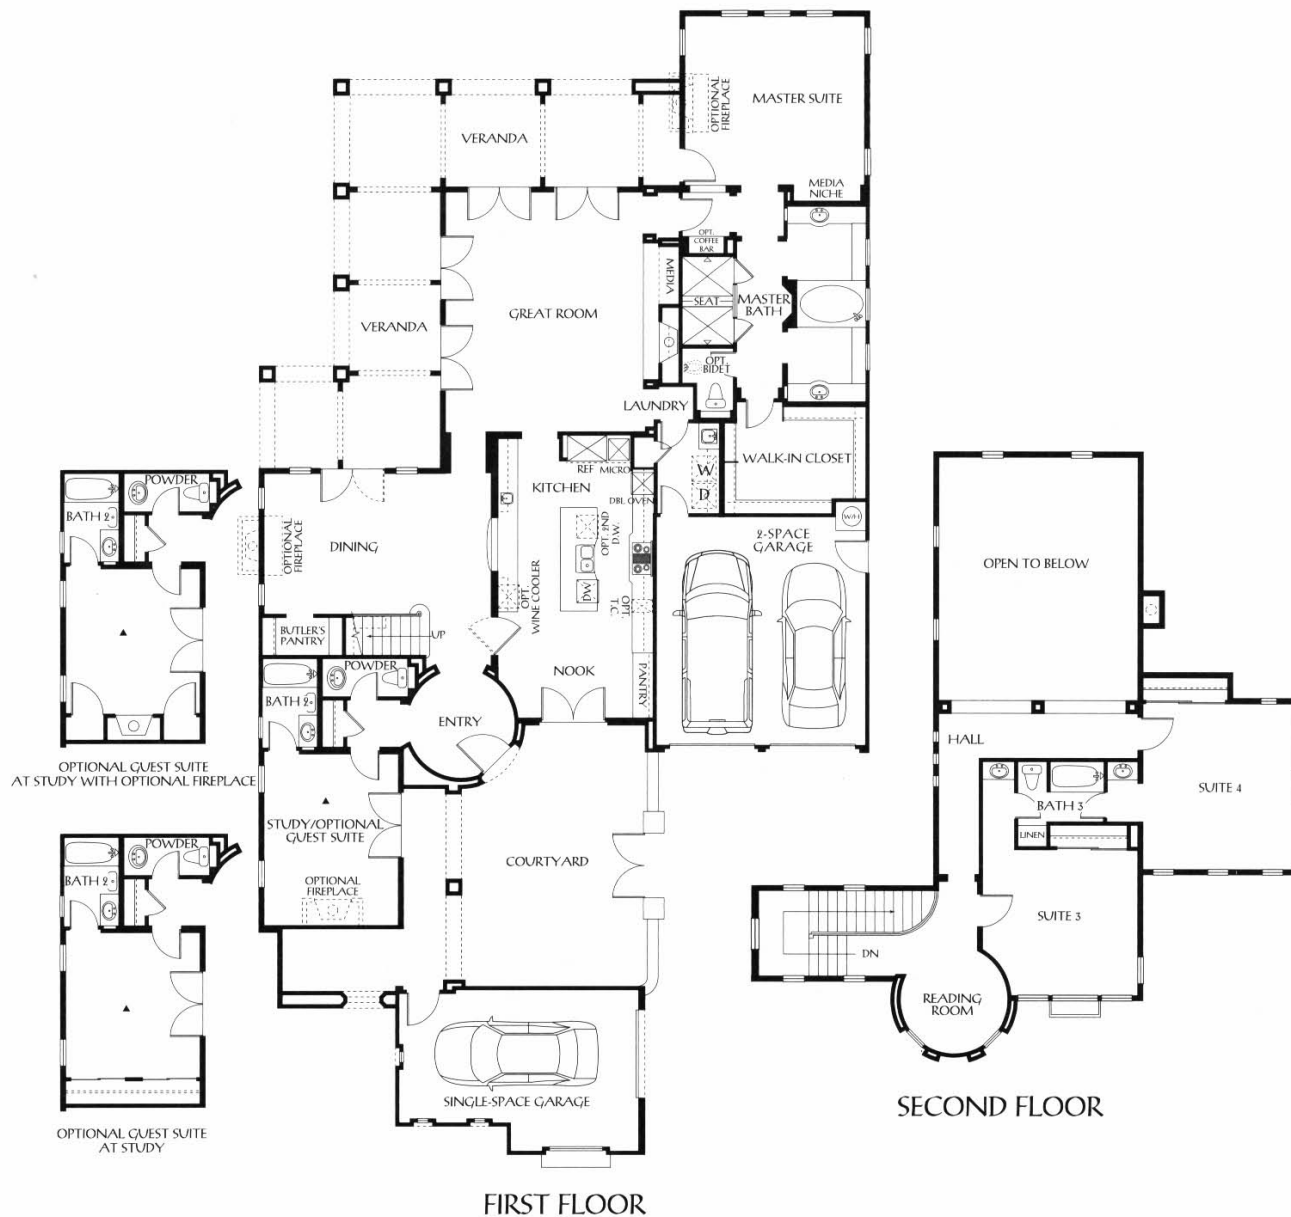 MASTER SUITE
OPTIONAL
FIREPLACE
VERANDA
MEDIA
NICHE
OPT.
COFFEE
BAR
MEDIA
SEAT
MASTER
BATH
GREAT ROOM
VERANDA
OPT.
BIDET
LAUNDRY
WALK-IN CLOSET
REF
MICRO
W
D
KITCHEN
DBL OVEN
W/H
2-SPACE
GARAGE
OPT. 2ND
D.W.
DW
OPT.
T.C.
OPT.
WINE COOLER
DINING
OPTIONAL
FIREPLACE
BUTLER'S
PANTRY
UP
NOOK
PANTRY
POWDER
BATH 2
ENTRY
STUDY/OPTIONAL
GUEST SUITE
OPTIONAL
FIREPLACE
COURTYARD
SINGLE-SPACE GARAGE
FIRST FLOOR
POWDER
BATH 2
OPTIONAL GUEST SUITE
AT STUDY WITH OPTIONAL FIREPLACE
POWDER
BATH 2
OPTIONAL GUEST SUITE
AT STUDY
OPEN TO BELOW
HALL
SUITE 4
BATH 3
LINEN
SUITE 3
DN
READING
ROOM
SECOND FLOOR